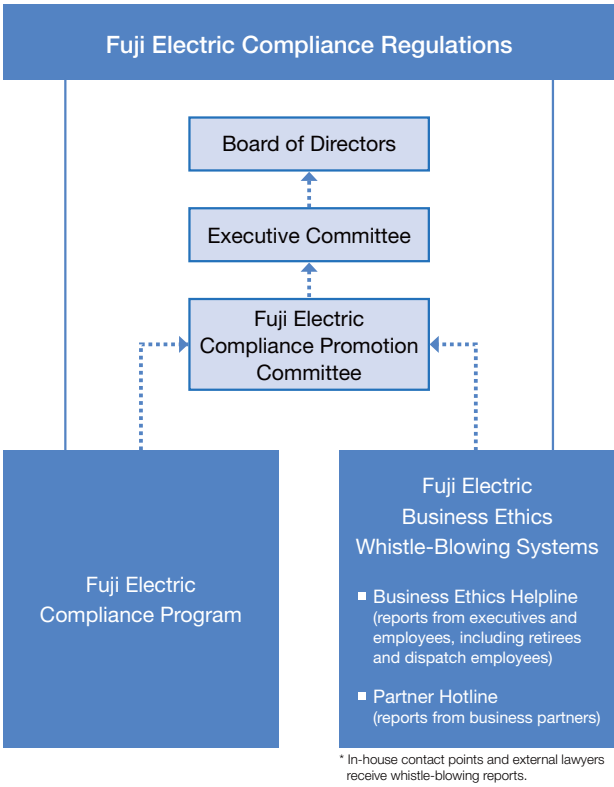 Fuji Electric Compliance Regulations
Board of Directors
Executive Committee
Fuji Electric
Compliance Promotion
Committee
Fuji Electric
Compliance Program
Fuji Electric
Business Ethics
Whistle-Blowing Systems
■ Business Ethics Helpline
(reports from executives and
employees, including retirees
and dispatch employees)
■ Partner Hotline
(reports from business partners)
* In-house contact points and external lawyers
receive whistle-blowing reports.